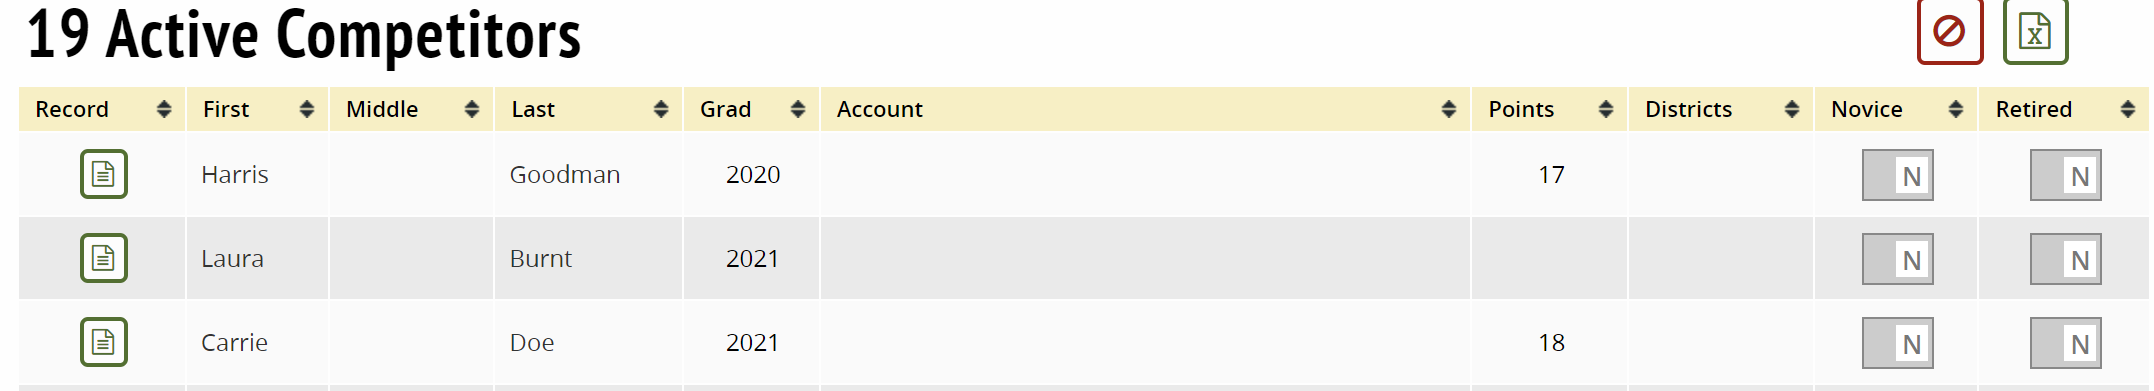 19 Active Competitors
Record First Middle Last Grad Account Points Districts Novice Retired
Harris Goodman 2020 17 N N
Laura Burnt 2021 N N
Carrie Doe 2021 18 N N